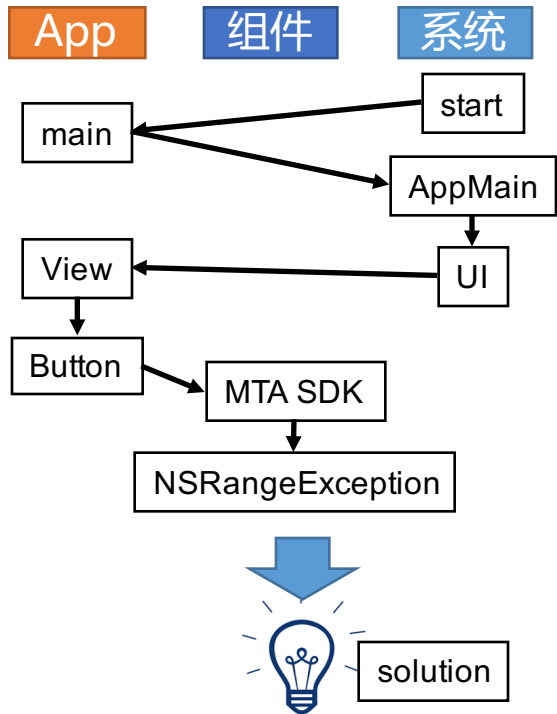 App
组件
系统
start
main
AppMain
View
UI
Button
MTA SDK
NSRangeException
solution